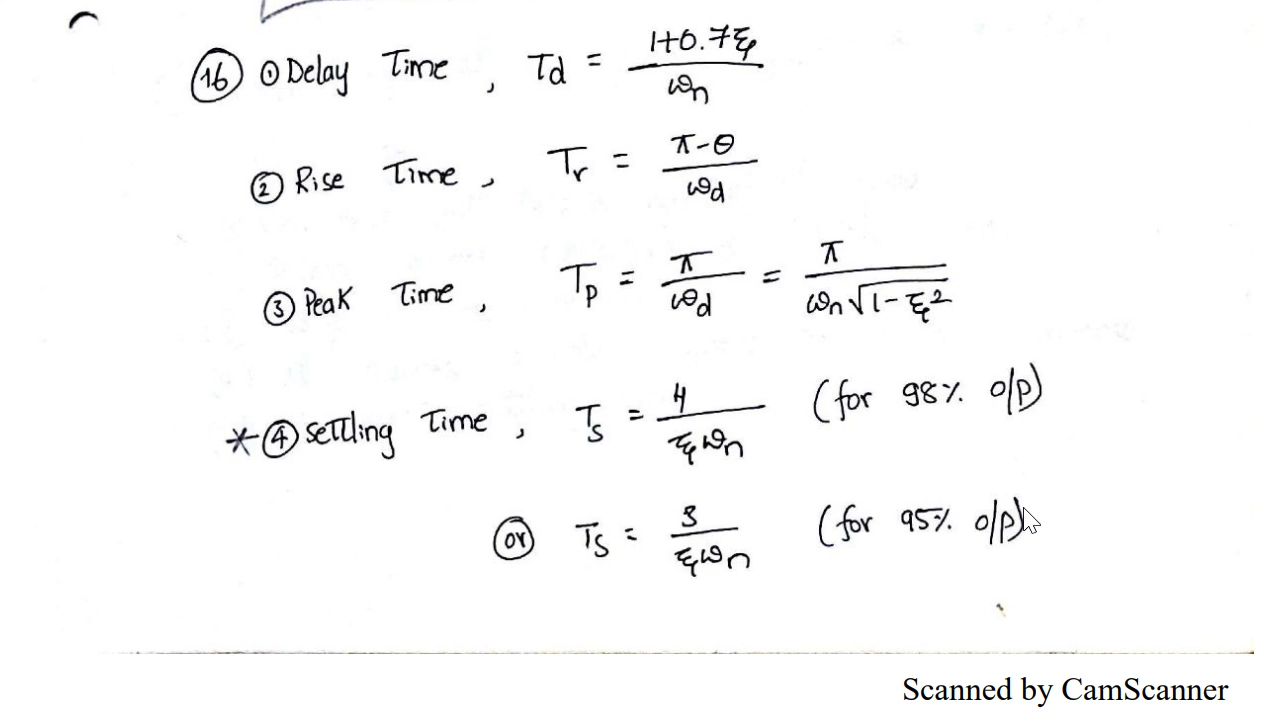 16 ① Delay Time, Td = 1+0.7ξ / ωn
② Rise Time, Tr = π-θ / ωd
③ Peak Time, Tp = π / ωd = π / ωn√1-ξ²
* ④ Settling Time, Ts = 4 / ξωn (for 98% o/p)
or Ts = 3 / ξωn (for 95% o/p)
Scanned by CamScanner